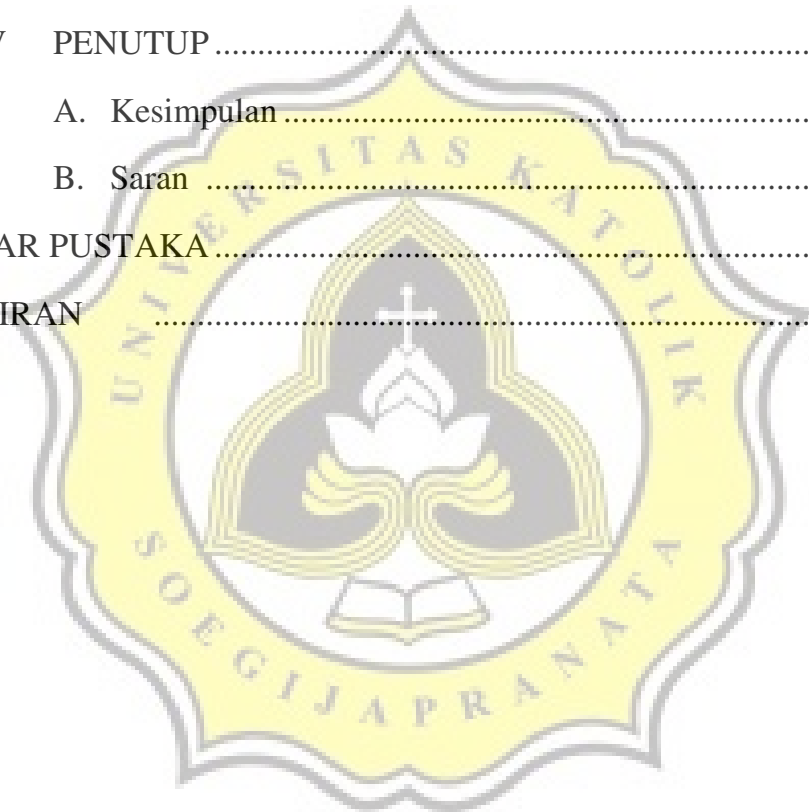 PENUTUP ........................................................................
A. Kesimpulan ................................................................
B. Saran ........................................................................
AR PUSTAKA ........................................................................
IRAN ........................................................................
UNIVERSITAS KATOLIK
SOEGIJAPRANATA